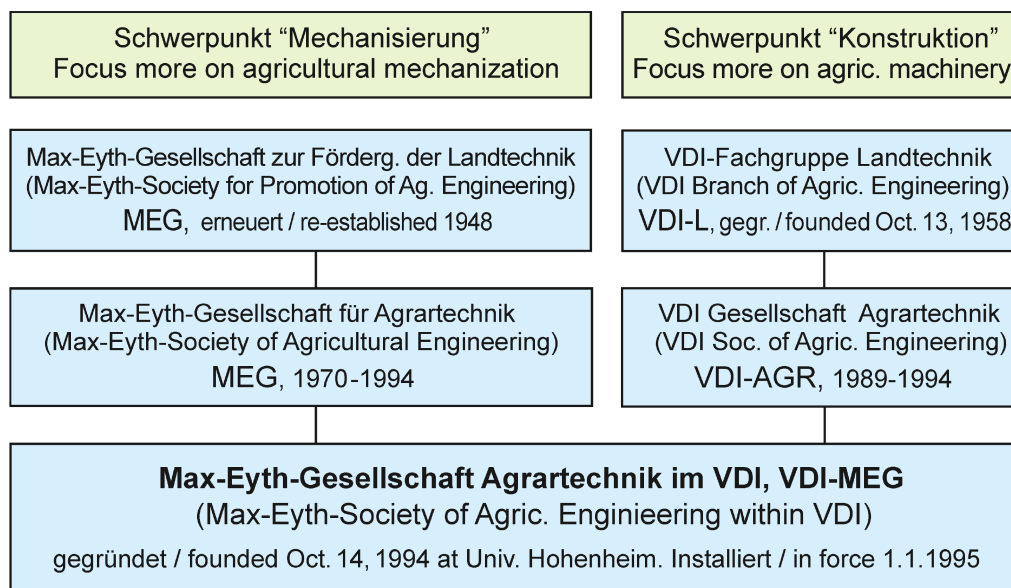 Schwerpunkt “Mechanisierung”
Focus more on agricultural mechanization
Schwerpunkt “Konstruktion”
Focus more on agric. machinery
Max-Eyth-Gesellschaft zur Förderg. der Landtechnik
(Max-Eyth-Society for Promotion of Ag. Engineering)
MEG, erneuert / re-established 1948
VDI-Fachgruppe Landtechnik
(VDI Branch of Agric. Engineering)
VDI-L, gegr. / founded Oct. 13, 1958
Max-Eyth-Gesellschaft für Agrartechnik
(Max-Eyth-Society of Agricultural Engineering)
MEG, 1970-1994
VDI Gesellschaft Agrartechnik
(VDI Soc. of Agric. Engineering)
VDI-AGR, 1989-1994
Max-Eyth-Gesellschaft Agrartechnik im VDI, VDI-MEG
(Max-Eyth-Society of Agric. Enginieering within VDI)
gegründet / founded Oct. 14, 1994 at Univ. Hohenheim. Installiert / in force 1.1.1995